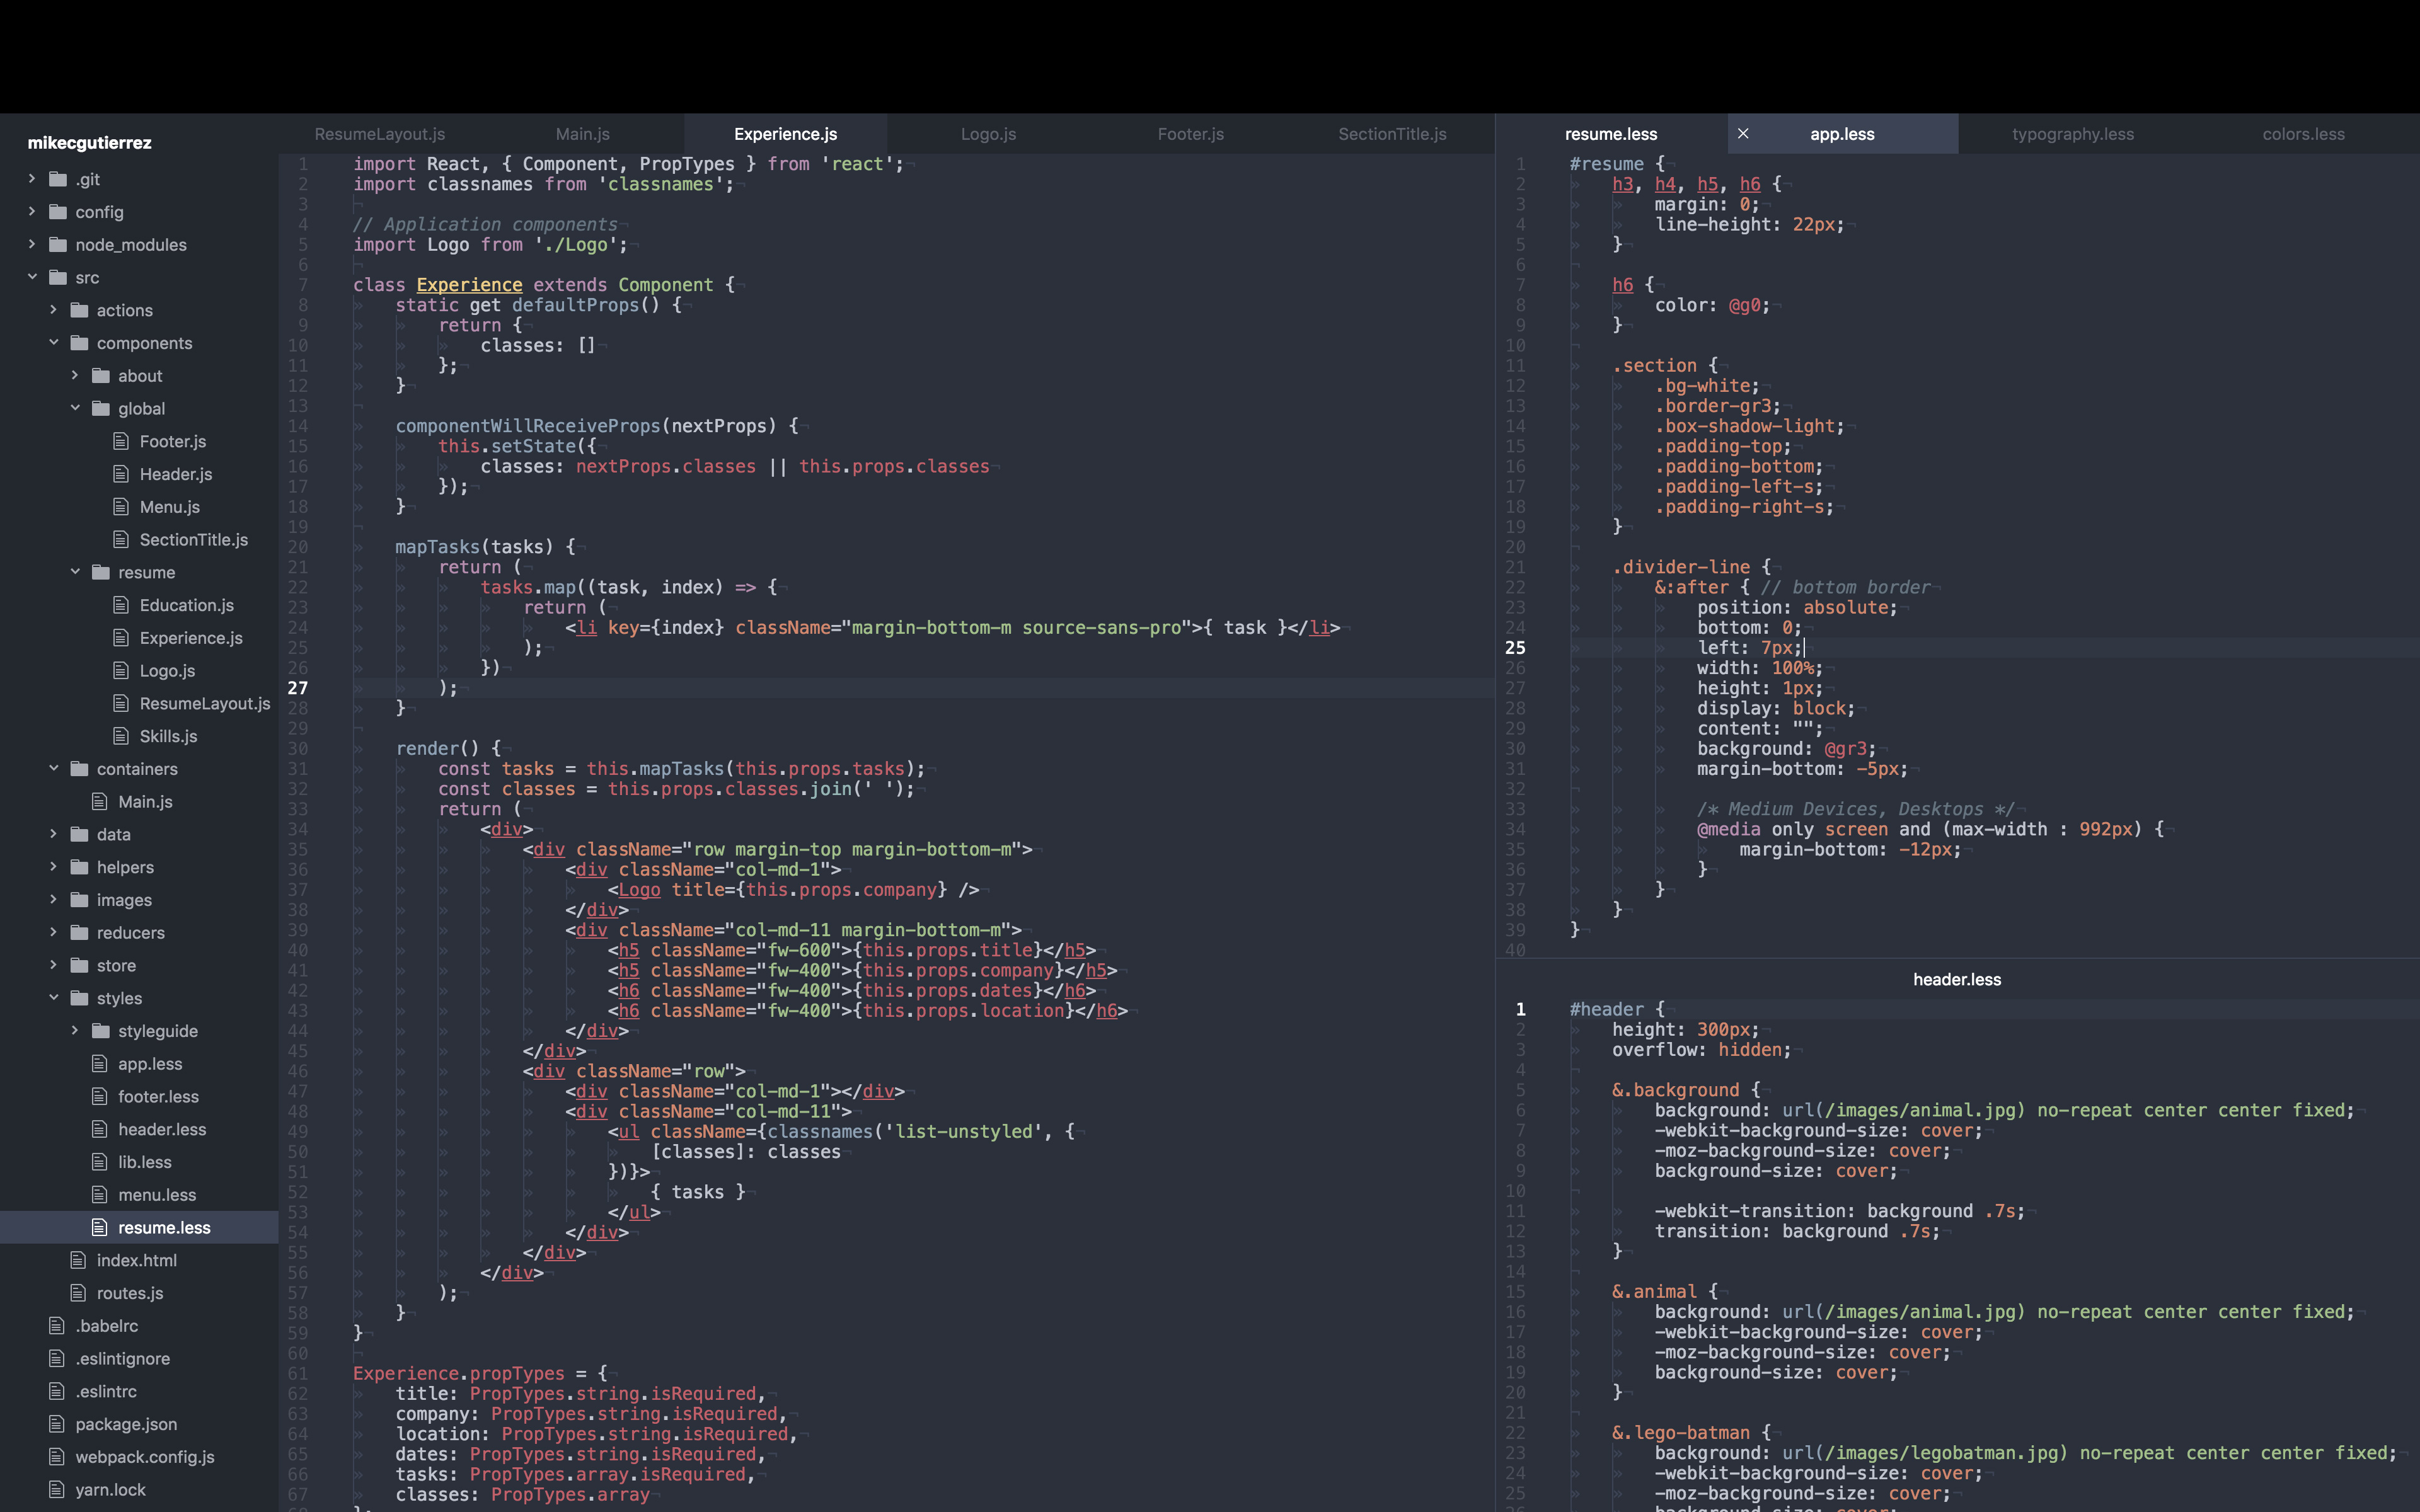 mikecgutierrez
.git
config
node_modules
src
actions
components
about
global
Footer.js
Header.js
Menu.js
SectionTitle.js
resume
Education.js
Experience.js
Logo.js
ResumeLayout.js
Skills.js
containers
Main.js
data
helpers
images
reducers
store
styles
styleguide
app.less
footer.less
header.less
lib.less
menu.less
resume.less
index.html
routes.js
.babelrc
.eslintignore
.eslintrc
package.json
webpack.config.js
yarn.lock
ResumeLayout.js Main.js Experience.js Logo.js Footer.js SectionTitle.js
1 import React, { Component, PropTypes } from 'react';
2 import classnames from 'classnames';
3
4 // Application components
5 import Logo from './Logo';
6
7 class Experience extends Component {
8 static get defaultProps() {
9 return {
10 classes: []
11 };
12 }
13
14 componentWillReceiveProps(nextProps) {
15 this.setState({
16 classes: nextProps.classes || this.props.classes
17 });
18 }
19
20 mapTasks(tasks) {
21 return (
22 tasks.map((task, index) => {
23 return (
24 <li key={index} className="margin-bottom-m source-sans-pro">{ task }</li>
25 );
26 })
27 );
28 }
29
30 render() {
31 const tasks = this.mapTasks(this.props.tasks);
32 const classes = this.props.classes.join(' ');
33 return (
34 <div>
35 <div className="row margin-top margin-bottom-m">
36 <div className="col-md-1">
37 <Logo title={this.props.company} />
38 </div>
39 <div className="col-md-11 margin-bottom-m">
40 <h5 className="fw-600">{this.props.title}</h5>
41 <h5 className="fw-400">{this.props.company}</h5>
42 <h6 className="fw-400">{this.props.dates}</h6>
43 <h6 className="fw-400">{this.props.location}</h6>
44 </div>
45 </div>
46 <div className="row">
47 <div className="col-md-1"></div>
48 <div className="col-md-11">
49 <ul className={classnames('list-unstyled', {
50 [classes]: classes
51 })}>
52 { tasks }
53 </ul>
54 </div>
55 </div>
56 </div>
57 );
58 }
59 }
60
61 Experience.propTypes = {
62 title: PropTypes.string.isRequired,
63 company: PropTypes.string.isRequired,
64 location: PropTypes.string.isRequired,
65 dates: PropTypes.string.isRequired,
66 tasks: PropTypes.array.isRequired,
67 classes: PropTypes.array
resume.less app.less typography.less colors.less
1 #resume {
2 h3, h4, h5, h6 {
3 margin: 0;
4 line-height: 22px;
5 }
6
7 h6 {
8 color: @g0;
9 }
10
11 .section {
12 .bg-white;
13 .border-gr3;
14 .box-shadow-light;
15 .padding-top;
16 .padding-bottom;
17 .padding-left-s;
18 .padding-right-s;
19 }
20
21 .divider-line {
22 &:after { // bottom border
23 position: absolute;
24 bottom: 0;
25 left: 7px;
26 width: 100%;
27 height: 1px;
28 display: block;
29 content: "";
30 background: @gr3;
31 margin-bottom: -5px;
32
33 /* Medium Devices, Desktops */
34 @media only screen and (max-width : 992px) {
35 margin-bottom: -12px;
36 }
37 }
38 }
39 }
40
header.less
1 #header {
2 height: 300px;
3 overflow: hidden;
4
5 &.background {
6 background: url(/images/animal.jpg) no-repeat center center fixed;
7 -webkit-background-size: cover;
8 -moz-background-size: cover;
9 background-size: cover;
10
11 -webkit-transition: background .7s;
12 transition: background .7s;
13 }
14
15 &.animal {
16 background: url(/images/animal.jpg) no-repeat center center fixed;
17 -webkit-background-size: cover;
18 -moz-background-size: cover;
19 background-size: cover;
20 }
21
22 &.lego-batman {
23 background: url(/images/legobatman.jpg) no-repeat center center fixed;
24 -webkit-background-size: cover;
25 -moz-background-size: cover;